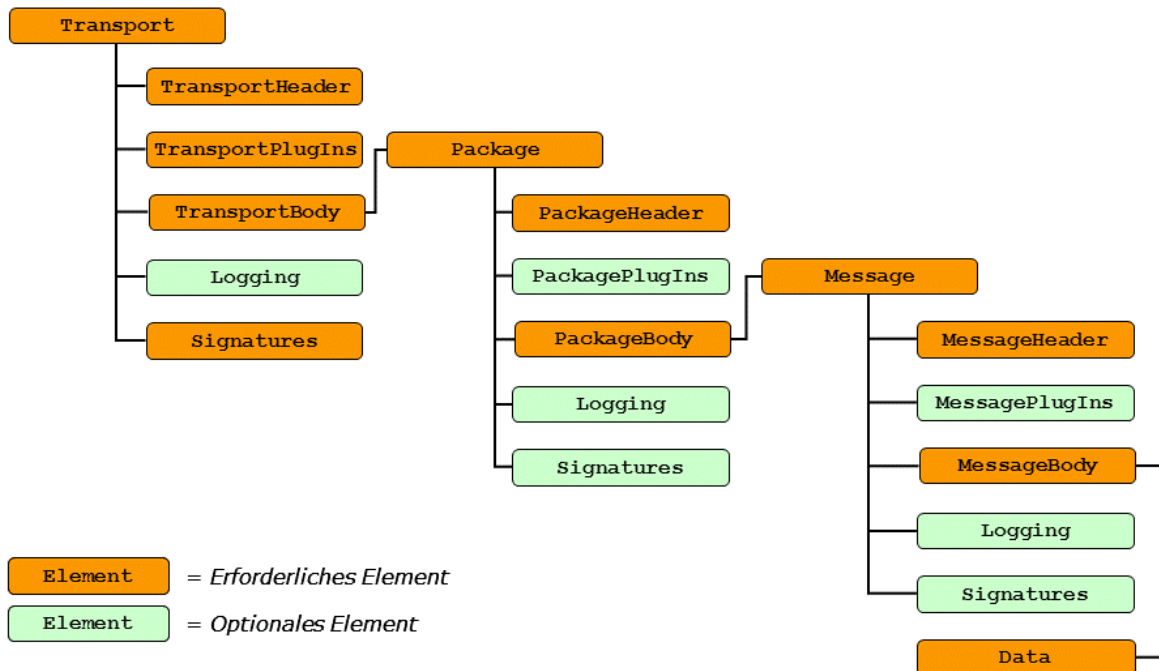 Transport
TransportHeader
TransportPlugIns
TransportBody
Logging
Signatures
Package
PackageHeader
PackagePlugIns
PackageBody
Logging
Signatures
Message
MessageHeader
MessagePlugIns
MessageBody
Logging
Signatures
Data
Element = Erforderliches Element
Element = Optionales Element